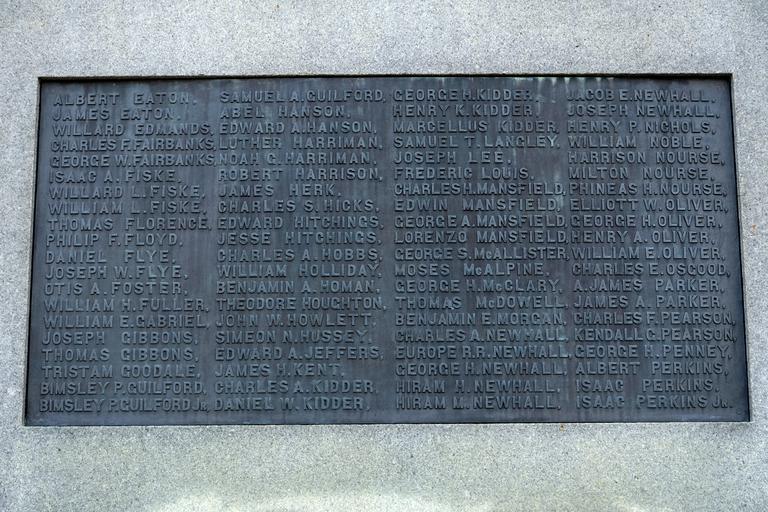 ALBERT EATON,
JAMES EATON,
WILLARD EDMANDS,
CHARLES F. FAIRBANKS,
GEORGE W. FAIRBANKS,
ISAAC A. FISKE,
WILLARD L. FISKE,
WILLIAM L. FISKE,
THOMAS FLORENCE,
PHILIP F. FLOYD,
DANIEL FLYE,
JOSEPH W. FLYE,
OTIS A. FOSTER,
WILLIAM H. FULLER,
WILLIAM E. GABRIEL,
JOSEPH GIBBONS,
THOMAS GIBBONS,
TRISTAM GOODALE,
BIMSLEY P. GUILFORD,
BIMSLEY P. GUILFORD JR,
SAMUEL A. GUILFORD,
ABEL HANSON,
EDWARD A. HANSON,
LUTHER HARRIMAN,
NOAH G. HARRIMAN,
ROBERT HARRISON,
JAMES HERK,
CHARLES S. HICKS,
EDWARD HITCHINGS,
JESSE HITCHINGS,
CHARLES A. HOBBS,
WILLIAM HOLLIDAY,
BENJAMIN A. HOMAN,
THEODORE HOUGHTON,
JOHN W. HOWLETT,
SIMEON N. HUSSEY,
EDWARD A. JEFFERS,
JAMES H. KENT,
CHARLES A. KIDDER,
DANIEL W. KIDDER,
GEORGE H. KIDDER,
HENRY K. KIDDER,
MARCELLUS KIDDER,
SAMUEL T. LANGLEY,
JOSEPH LEE,
FREDERIC LOUIS,
CHARLES H. MANSFIELD,
EDWIN MANSFIELD,
GEORGE A. MANSFIELD,
LORENZO MANSFIELD,
GEORGE S. McALLISTER,
MOSES McALPINE,
GEORGE H. McCLARY,
THOMAS McDOWELL,
BENJAMIN E. MORGAN,
CHARLES A. NEWHALL,
EUROPE R.R. NEWHALL,
GEORGE H. NEWHALL,
HIRAM H. NEWHALL,
HIRAM M. NEWHALL,
JACOB E. NEWHALL,
JOSEPH NEWHALL,
HENRY P. NICHOLS,
WILLIAM NOBLE,
HARRISON NOURSE,
MILTON NOURSE,
PHINEAS H. NOURSE,
ELLIOTT W. OLIVER,
GEORGE H. OLIVER,
HENRY A. OLIVER,
WILLIAM E. OLIVER,
CHARLES E. OSGOOD,
A. JAMES PARKER,
JAMES A. PARKER,
CHARLES F. PEARSON,
KENDALL G. PEARSON,
GEORGE H. PENNEY,
ALBERT PERKINS,
ISAAC PERKINS,
ISAAC PERKINS JR.